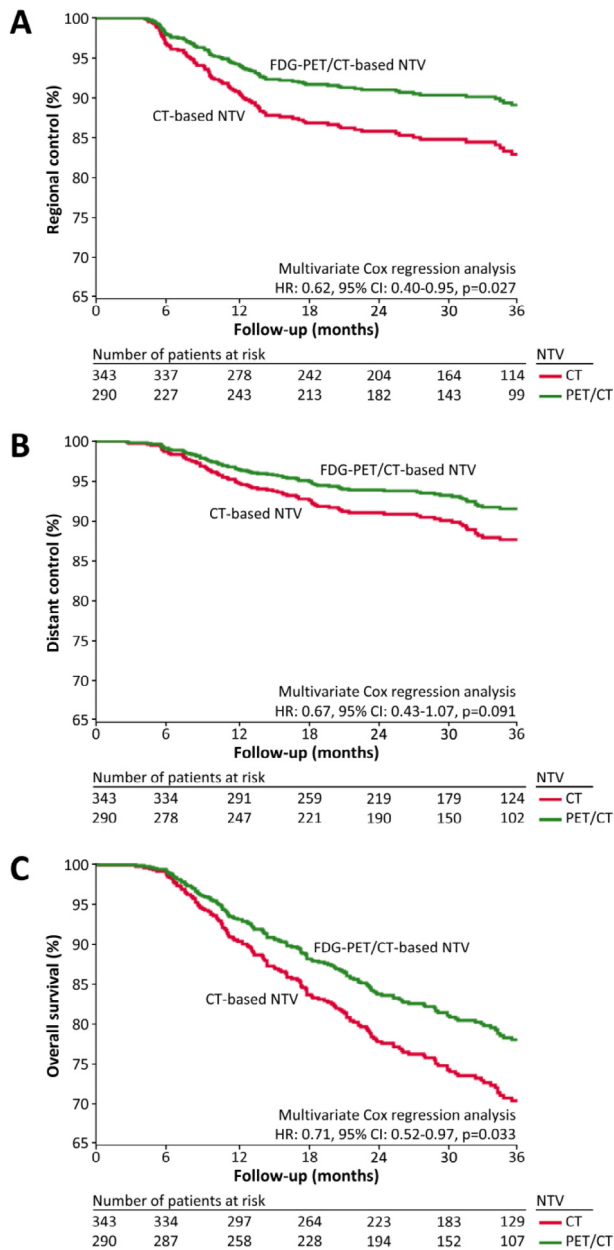 A
100
95
90
85
80
75
70
65
Regional control (%)
FDG-PET/CT-based NTV
CT-based NTV
Multivariate Cox regression analysis
HR: 0.62, 95% CI: 0.40-0.95, p=0.027
0 6 12 18 24 30 36
Follow-up (months)
Number of patients at risk NTV
343 337 278 242 204 164 114 CT
290 227 243 213 182 143 99 PET/CT
B
100
95
90
85
80
75
70
65
Distant control (%)
FDG-PET/CT-based NTV
CT-based NTV
Multivariate Cox regression analysis
HR: 0.67, 95% CI: 0.43-1.07, p=0.091
0 6 12 18 24 30 36
Follow-up (months)
Number of patients at risk NTV
343 334 291 259 219 179 124 CT
290 278 247 221 190 150 102 PET/CT
C
100
95
90
85
80
75
70
65
Overall survival (%)
FDG-PET/CT-based NTV
CT-based NTV
Multivariate Cox regression analysis
HR: 0.71, 95% CI: 0.52-0.97, p=0.033
0 6 12 18 24 30 36
Follow-up (months)
Number of patients at risk NTV
343 334 297 264 223 183 129 CT
290 287 258 228 194 152 107 PET/CT